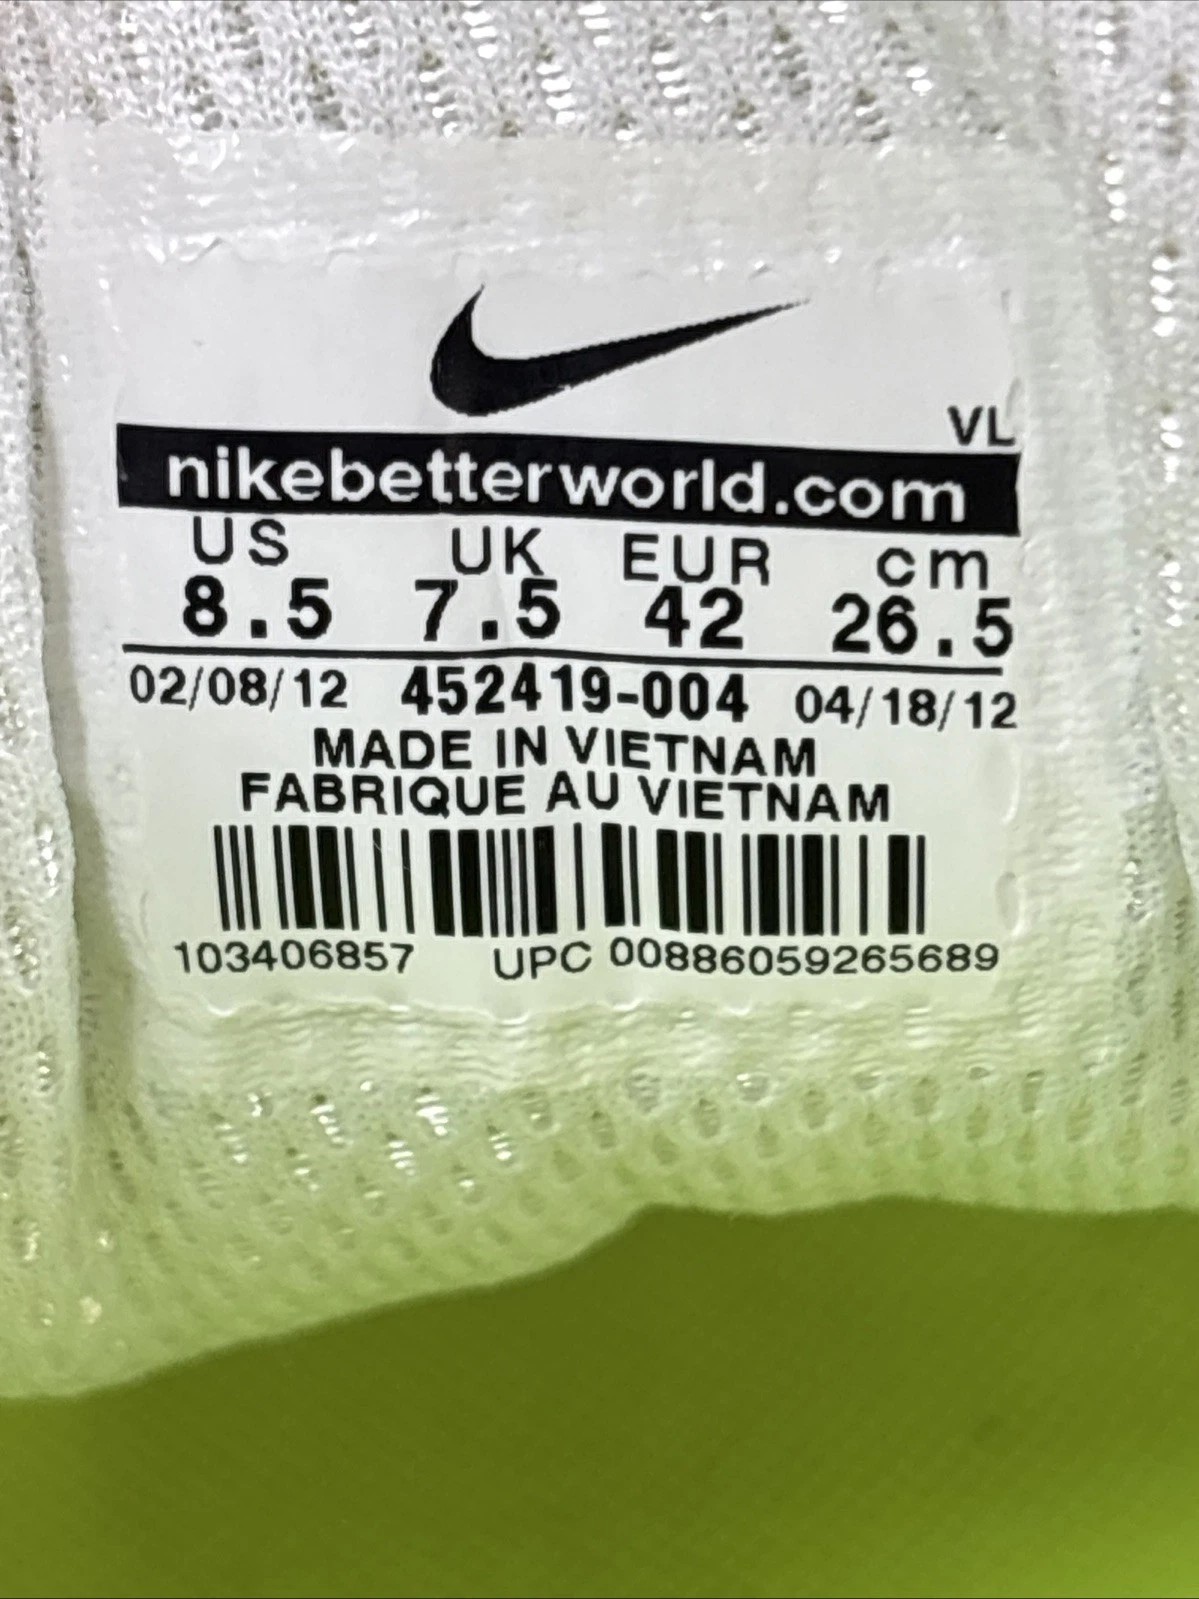 VL
nikebetterworld.com
US UK EUR cm
8.5 7.5 42 26.5
02/08/12 452419-004 04/18/12
MADE IN VIETNAM
FABRIQUE AU VIETNAM
103406857 UPC 00886059265689